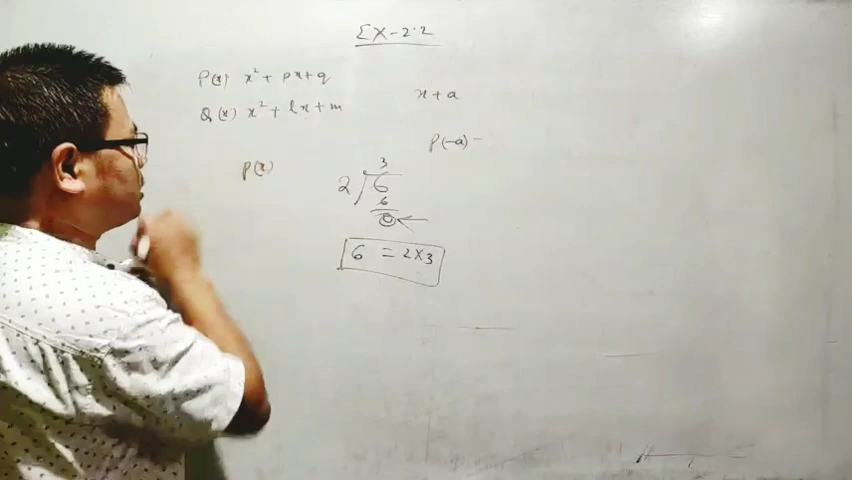 EX-2.2
P(x) x² + px + q
Q(x) x² + lx + m
x + a
P(-a) =
P(x)
3
2 6
6
0
6 = 2×3